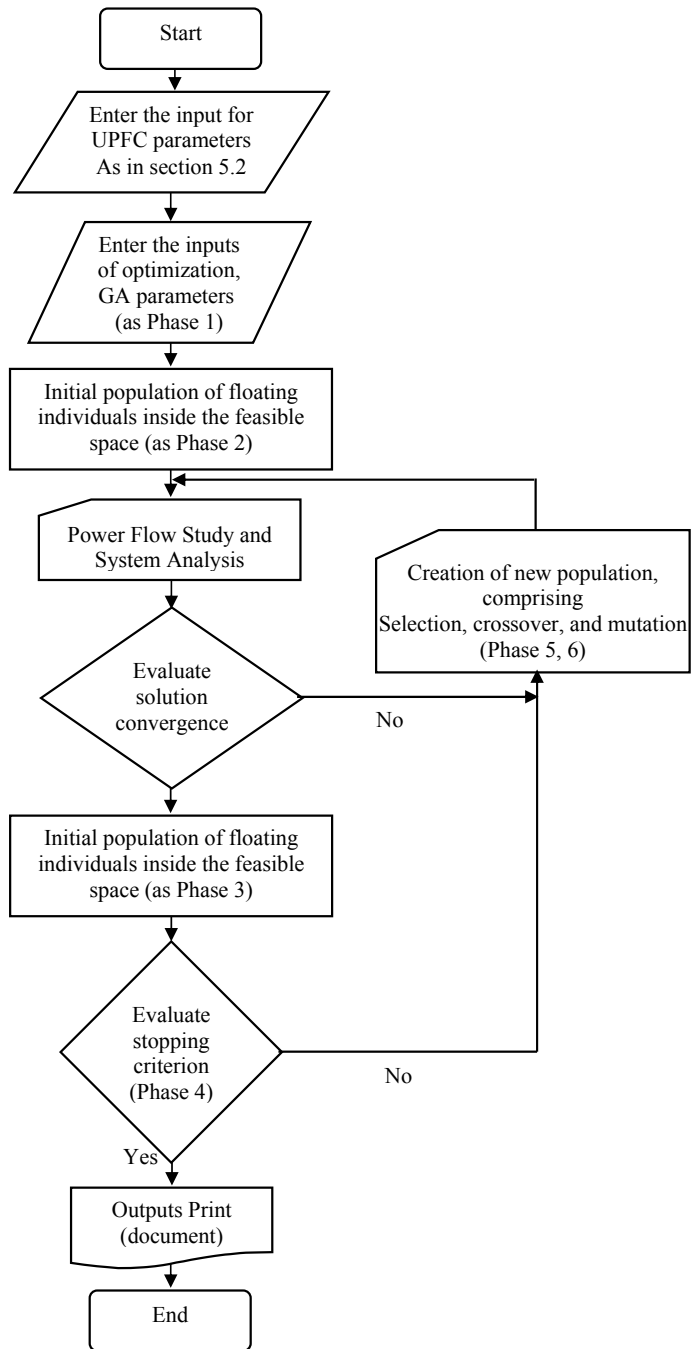 Start
Enter the input for
UPFC parameters
As in section 5.2
Enter the inputs
of optimization,
GA parameters
(as Phase 1)
Initial population of floating
individuals inside the feasible
space (as Phase 2)
Power Flow Study and
System Analysis
Creation of new population,
comprising
Selection, crossover, and mutation
(Phase 5, 6)
Evaluate
solution
convergence
No
Initial population of floating
individuals inside the feasible
space (as Phase 3)
Evaluate
stopping
criterion
(Phase 4)
No
Yes
Outputs Print
(document)
End